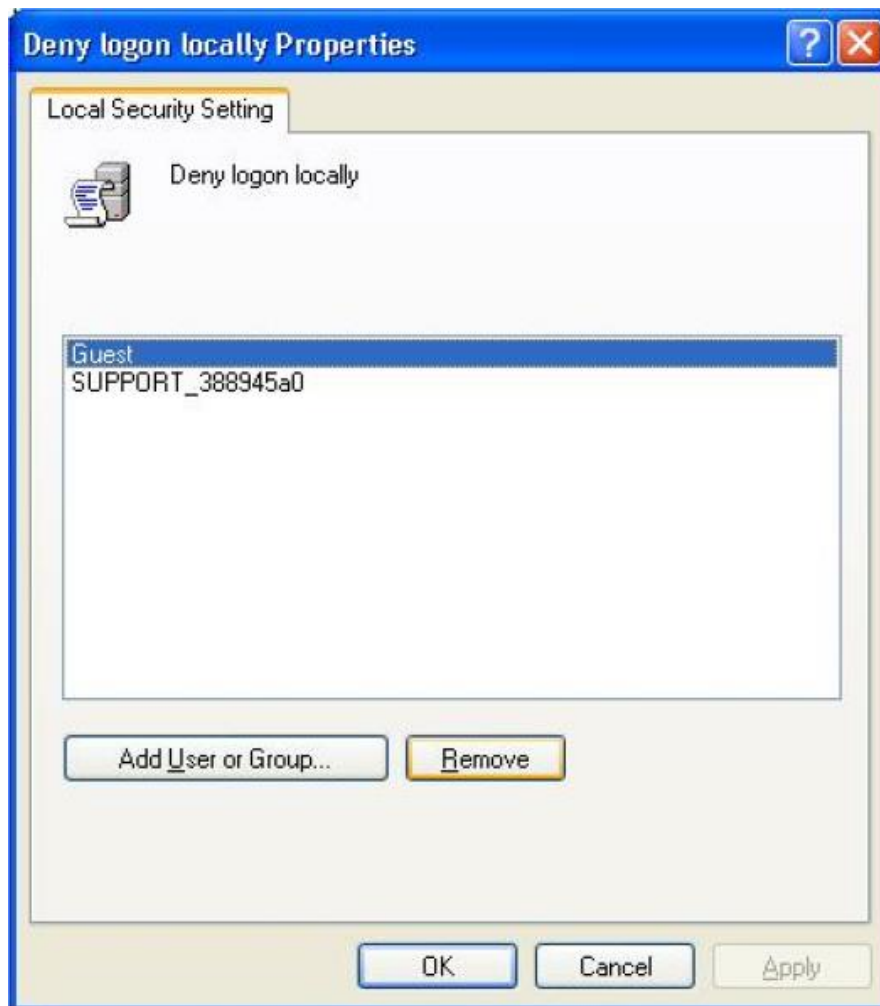 Deny logon locally Properties
Local Security Setting
Deny logon locally
Guest
SUPPORT_388945a0
Add User or Group...
Remove
OK
Cancel
Apply